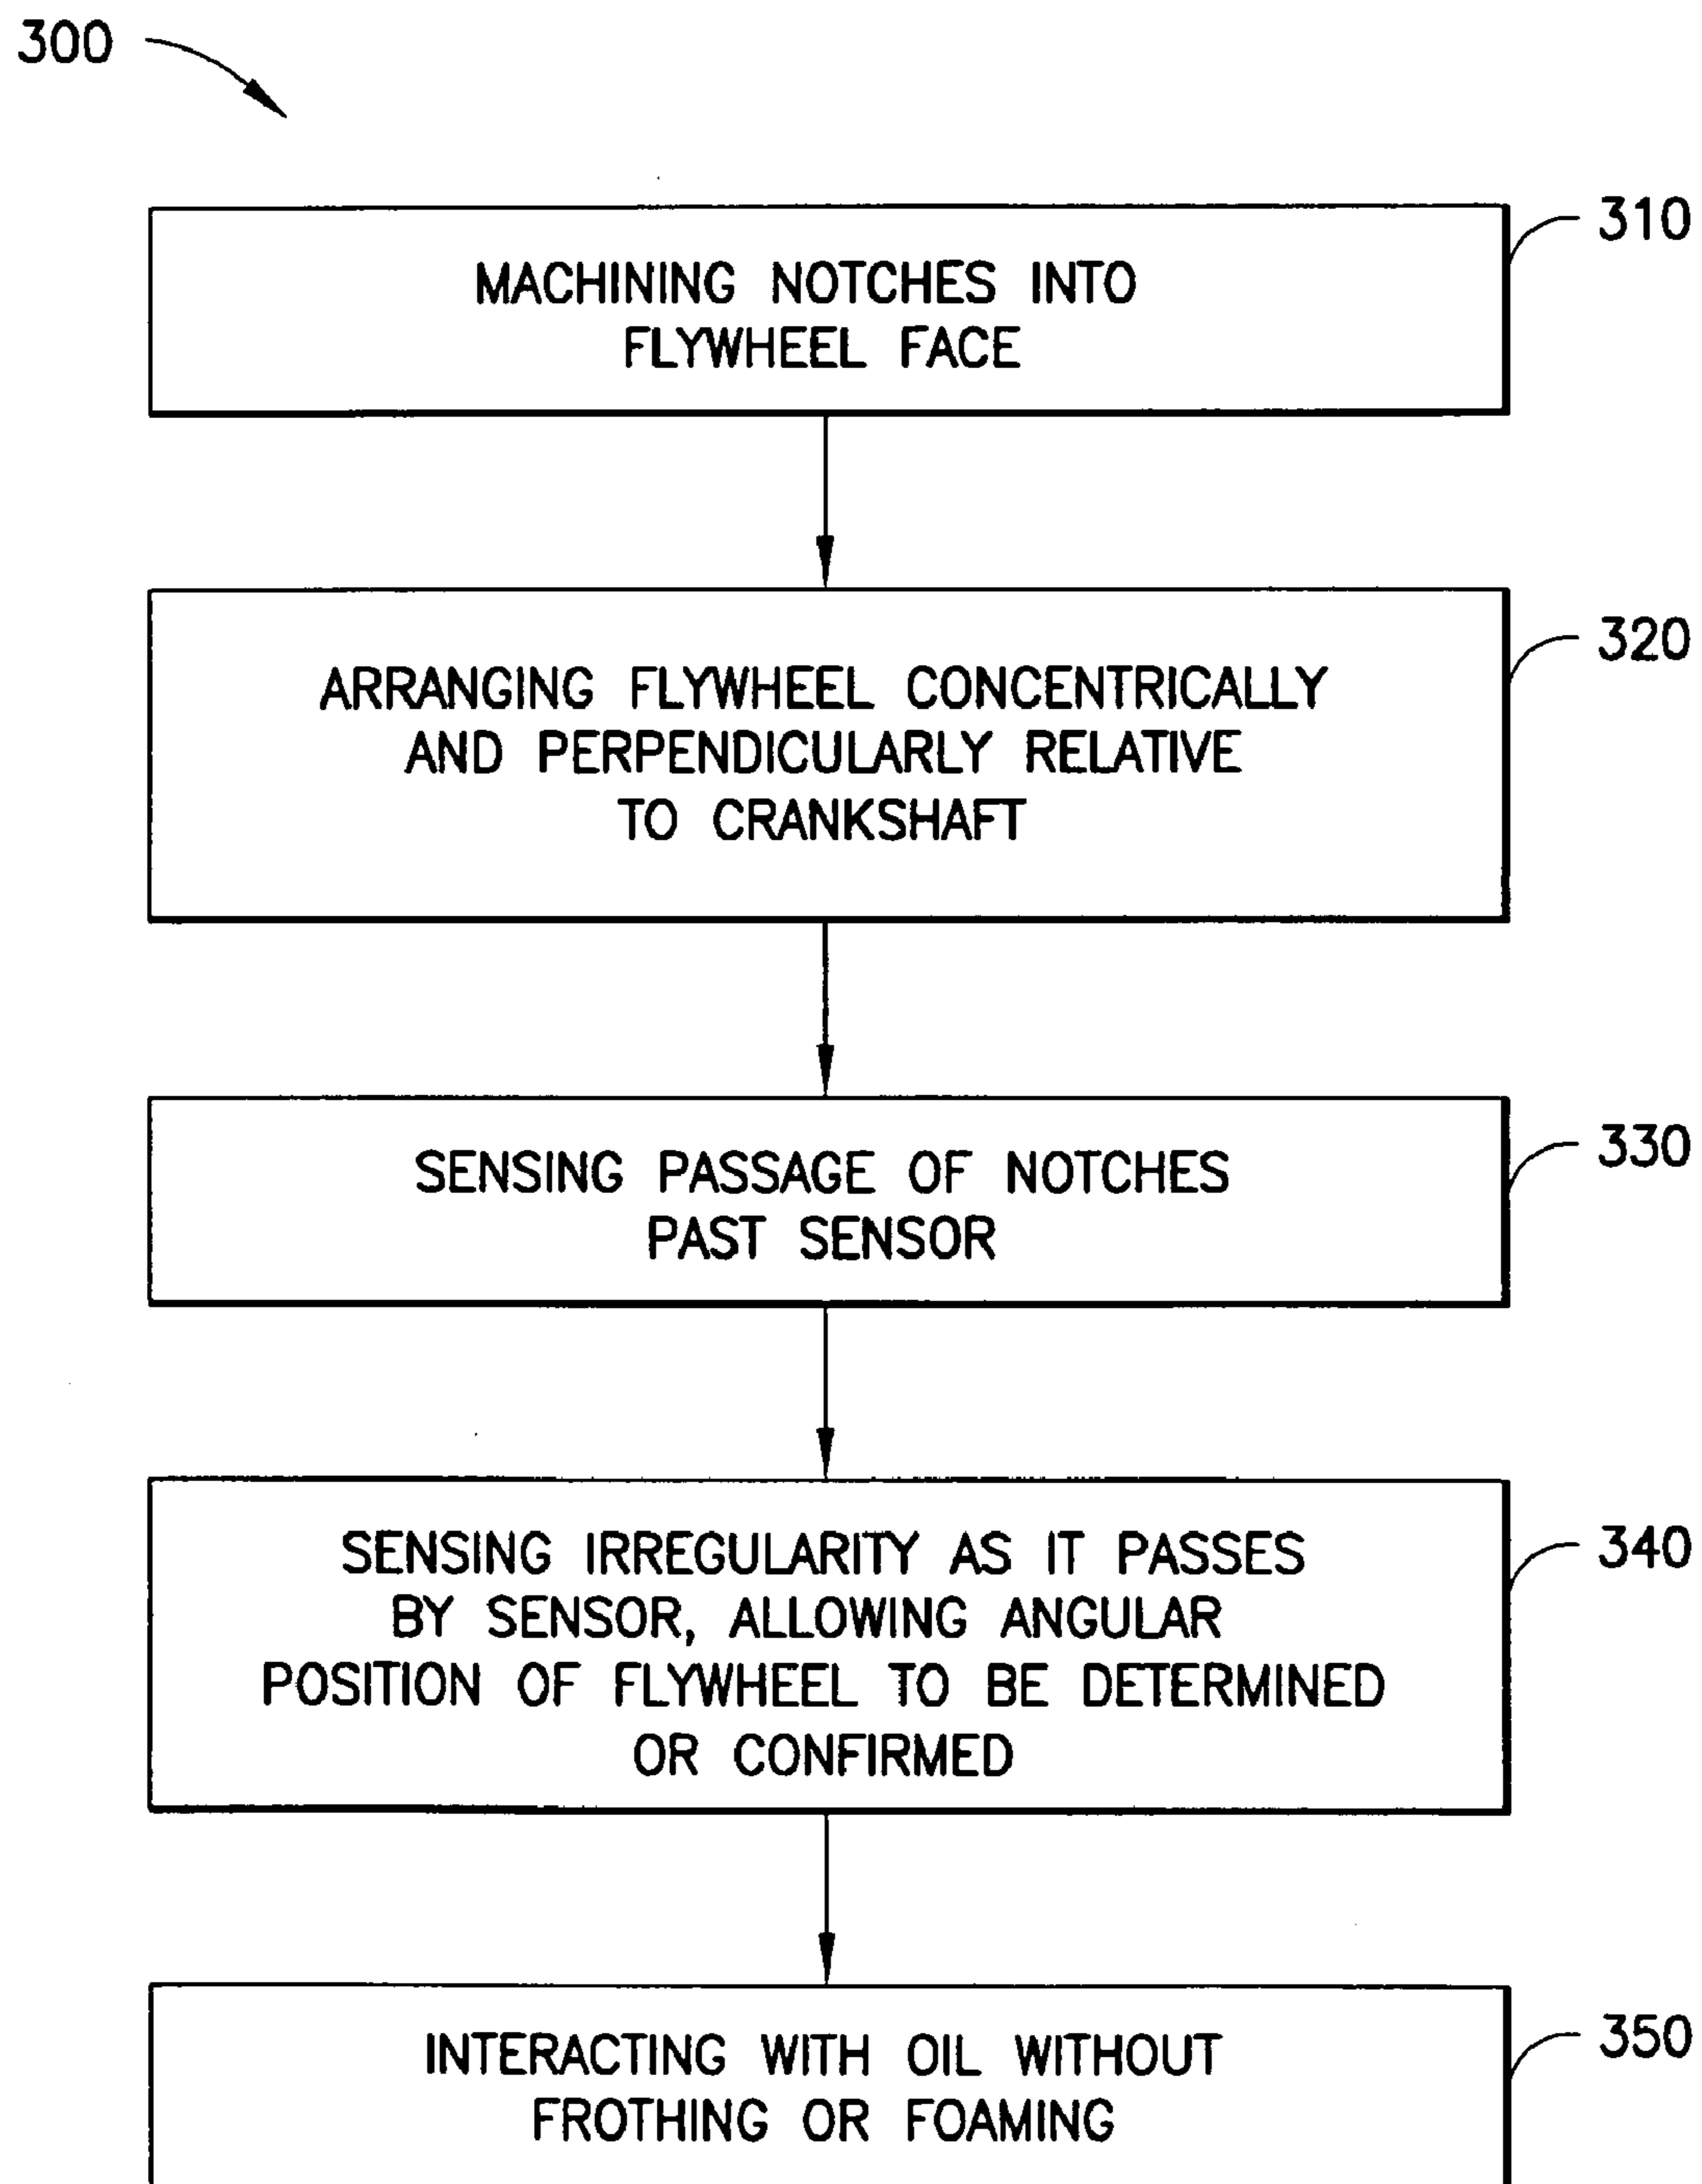 300
310
MACHINING NOTCHES INTO
FLYWHEEL FACE
320
ARRANGING FLYWHEEL CONCENTRICALLY
AND PERPENDICULARLY RELATIVE
TO CRANKSHAFT
330
SENSING PASSAGE OF NOTCHES
PAST SENSOR
340
SENSING IRREGULARITY AS IT PASSES
BY SENSOR, ALLOWING ANGULAR
POSITION OF FLYWHEEL TO BE DETERMINED
OR CONFIRMED
350
INTERACTING WITH OIL WITHOUT
FROTHING OR FOAMING